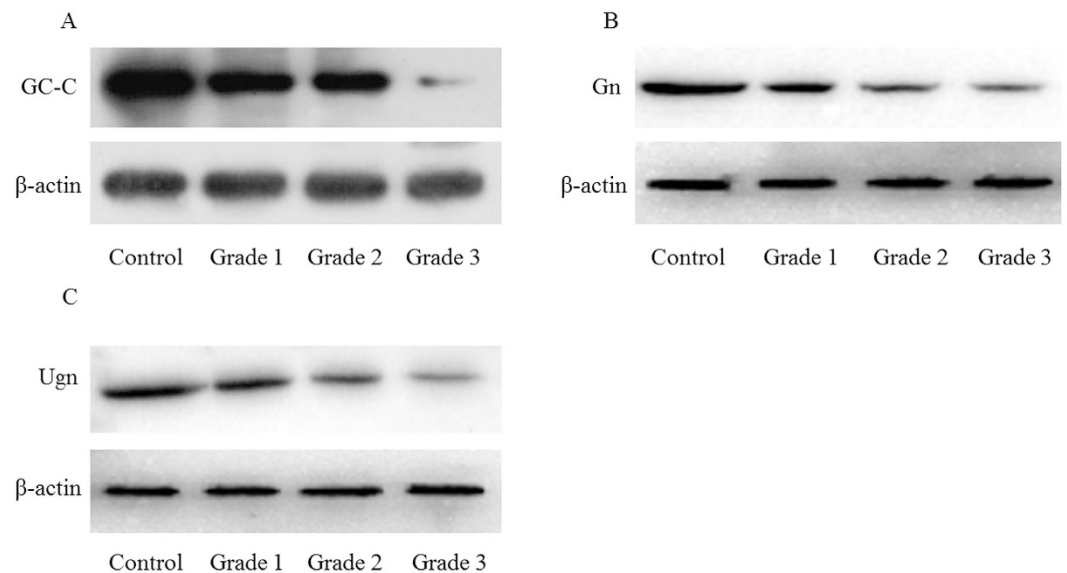 A
GC-C
β-actin
Control Grade 1 Grade 2 Grade 3
B
Gn
β-actin
Control Grade 1 Grade 2 Grade 3
C
Ugn
β-actin
Control Grade 1 Grade 2 Grade 3